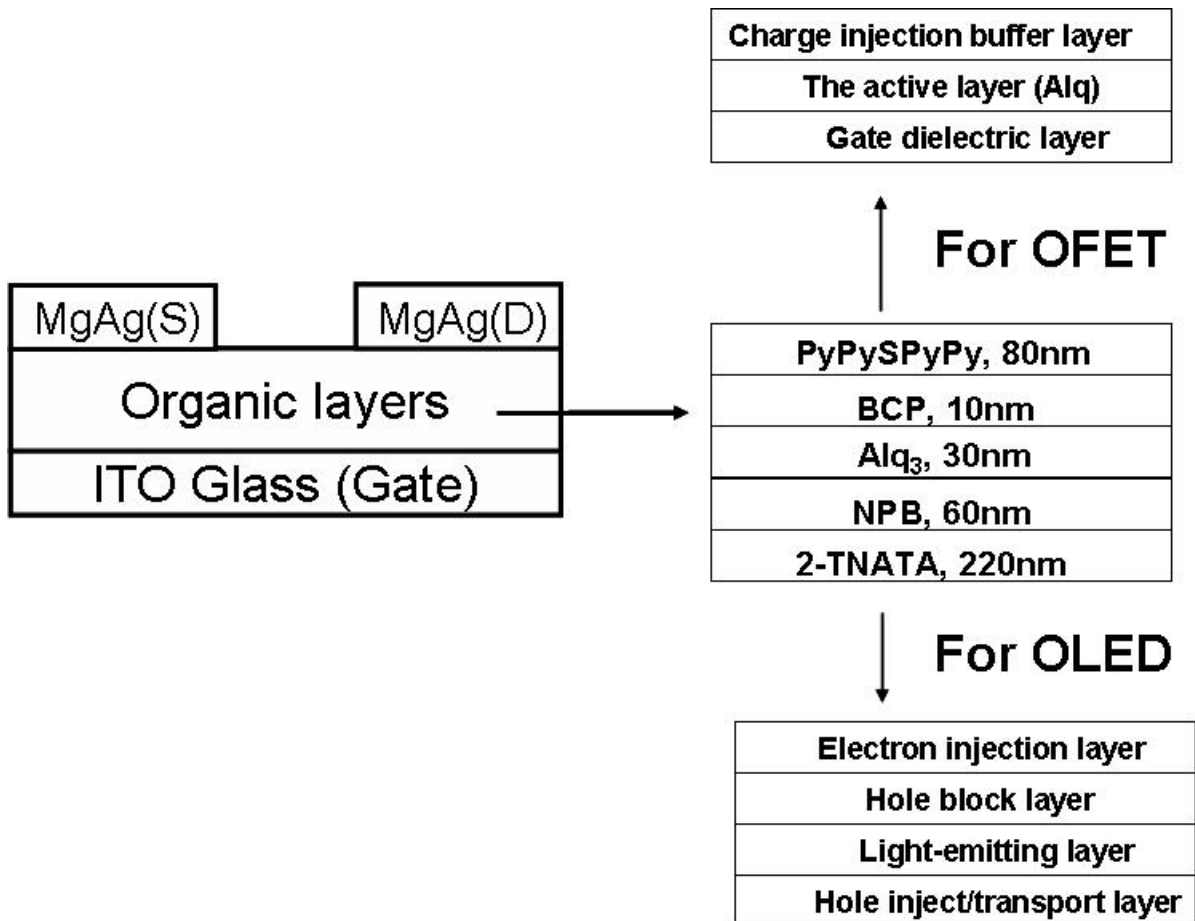 Charge injection buffer layer
The active layer (Alq)
Gate dielectric layer
For OFET
MgAg(S)
MgAg(D)
Organic layers
ITO Glass (Gate)
PyPySPyPy, 80nm
BCP, 10nm
Alq₃, 30nm
NPB, 60nm
2-TNATA, 220nm
For OLED
Electron injection layer
Hole block layer
Light-emitting layer
Hole inject/transport layer